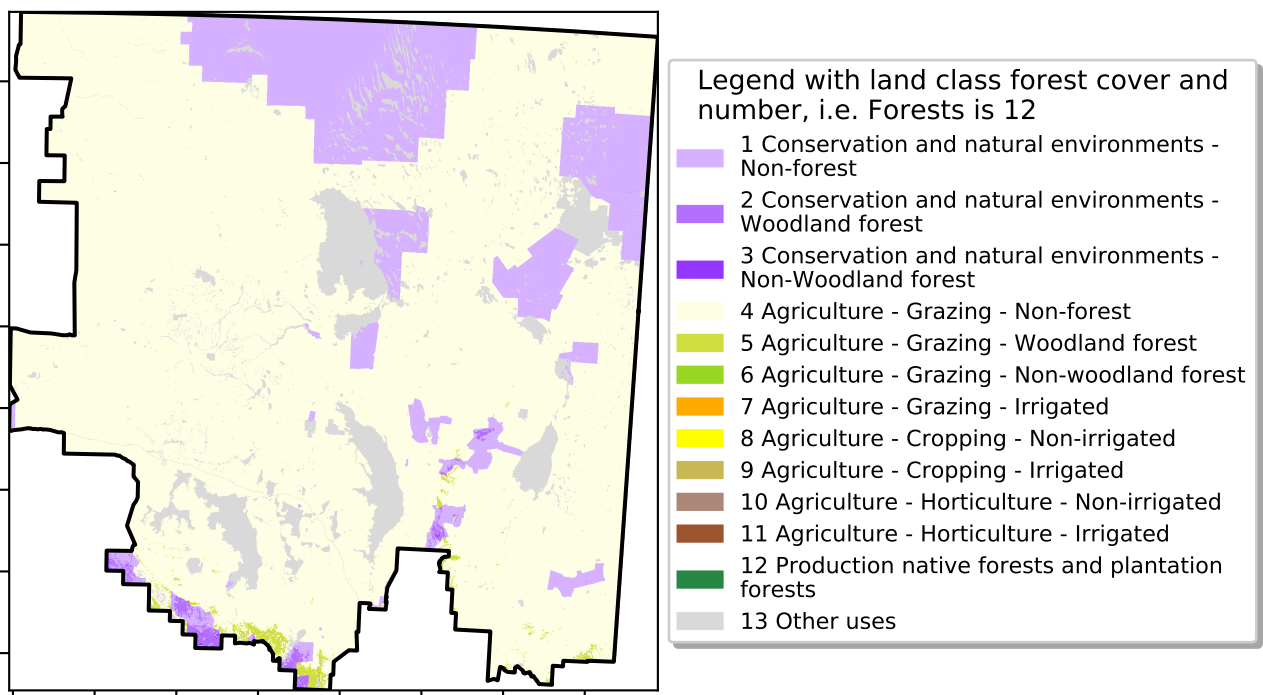 Legend with land class forest cover and
number, i.e. Forests is 12
1 Conservation and natural environments -
Non-forest
2 Conservation and natural environments -
Woodland forest
3 Conservation and natural environments -
Non-Woodland forest
4 Agriculture - Grazing - Non-forest
5 Agriculture - Grazing - Woodland forest
6 Agriculture - Grazing - Non-woodland forest
7 Agriculture - Grazing - Irrigated
8 Agriculture - Cropping - Non-irrigated
9 Agriculture - Cropping - Irrigated
10 Agriculture - Horticulture - Non-irrigated
11 Agriculture - Horticulture - Irrigated
12 Production native forests and plantation
forests
13 Other uses